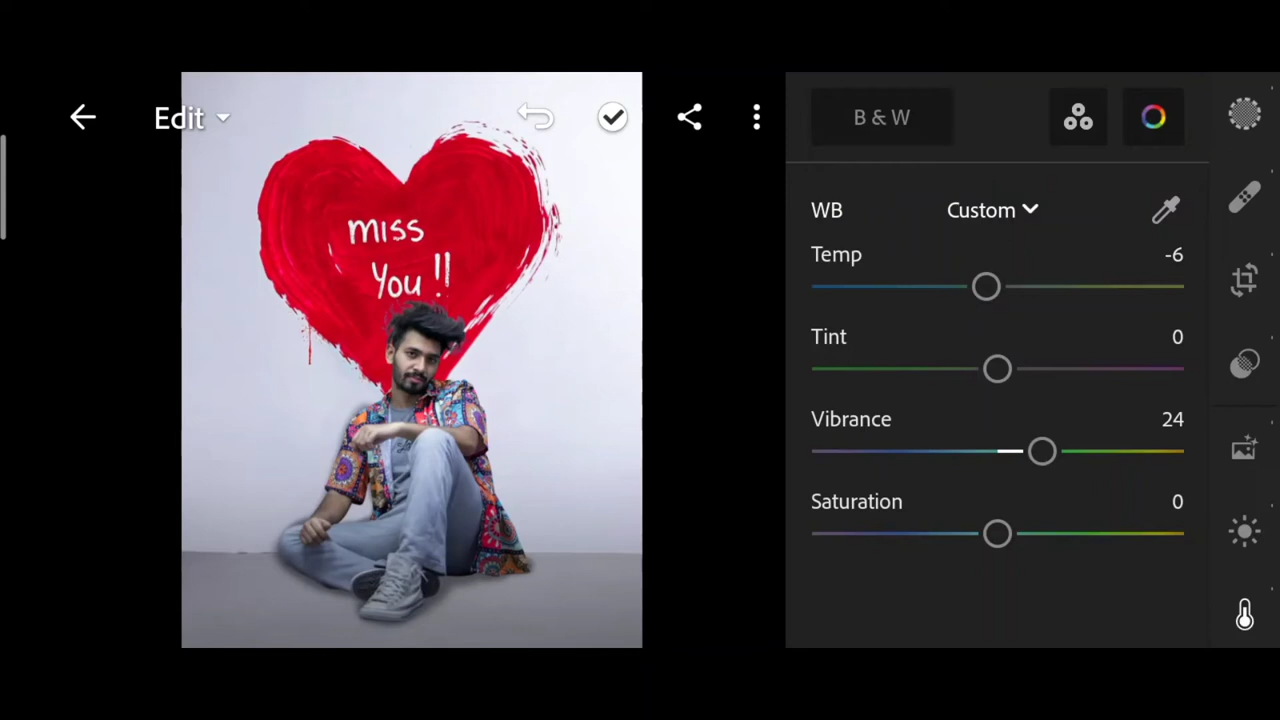 Edit
B & W
WB
Custom
Temp
-6
Tint
0
Vibrance
24
Saturation
0
miss
You !!